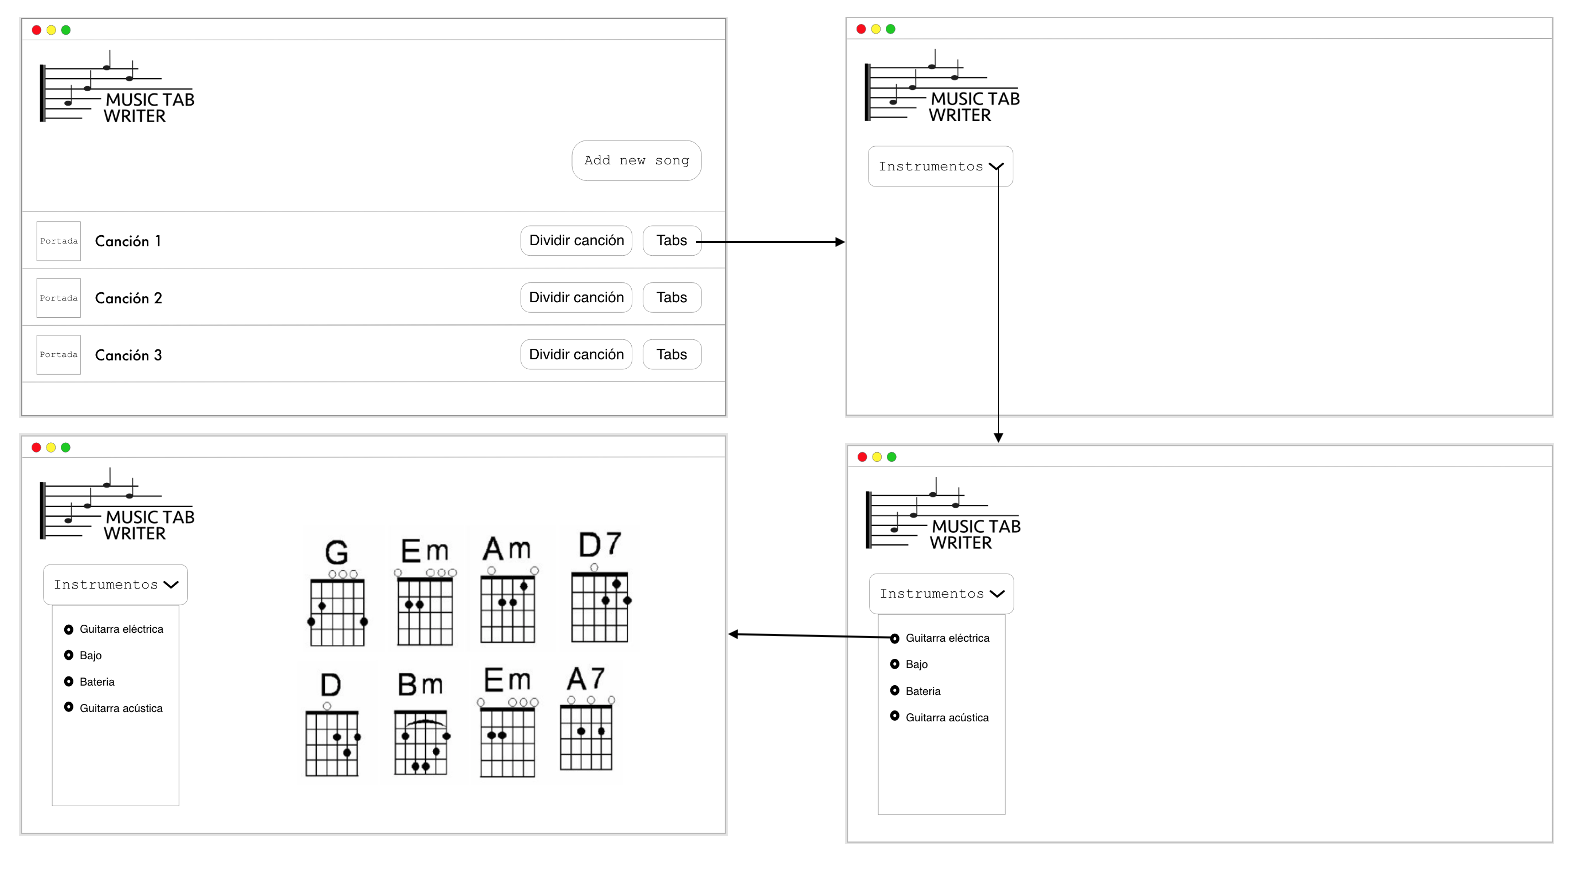 MUSIC TAB
WRITER
Add new song
Portada Canción 1 Dividir canción Tabs
Portada Canción 2 Dividir canción Tabs
Portada Canción 3 Dividir canción Tabs
MUSIC TAB
WRITER
Instrumentos
MUSIC TAB
WRITER
Instrumentos
Guitarra eléctrica
Bajo
Bateria
Guitarra acústica
G Em Am D7
D Bm Em A7
MUSIC TAB
WRITER
Instrumentos
Guitarra eléctrica
Bajo
Bateria
Guitarra acústica